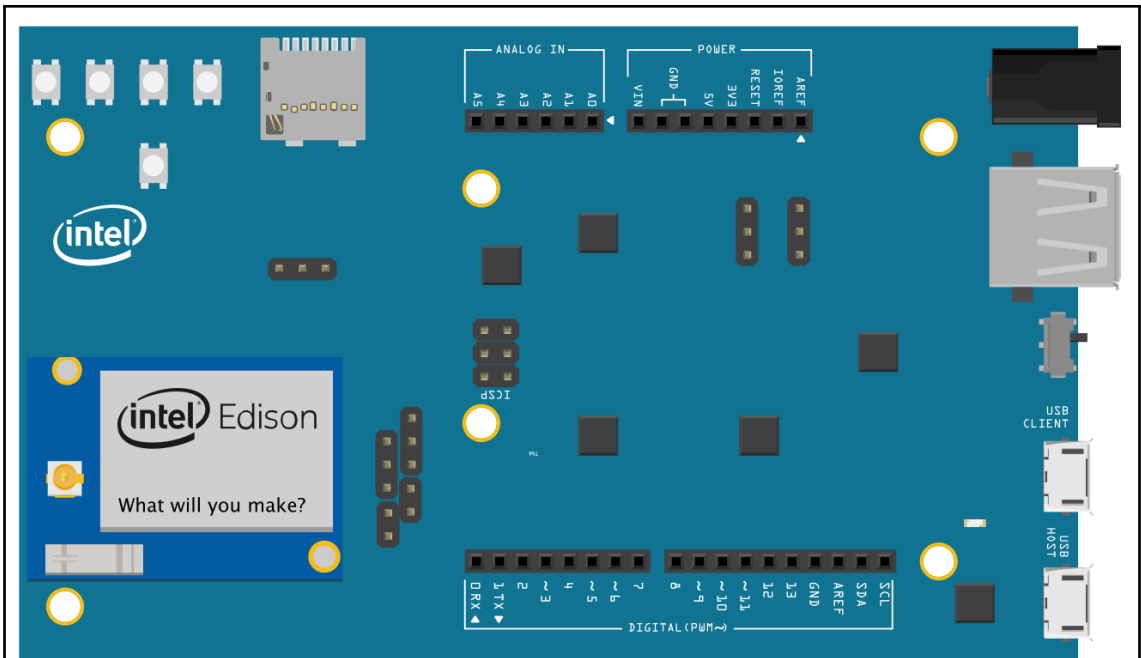 ANALOG IN
A5 A4 A3 A2 A1 A0
POWER
VIN GND 5V 3V3 RESET IOREF AREF
intel
ICSP
intel Edison
What will you make?
TM
USB
CLIENT
USB
HOST
0RX 1TX 2 ~3 4 ~5 ~6 7
8 ~9 ~10 ~11 12 13 GND AREF SDA SCL
DIGITAL(PWM~)